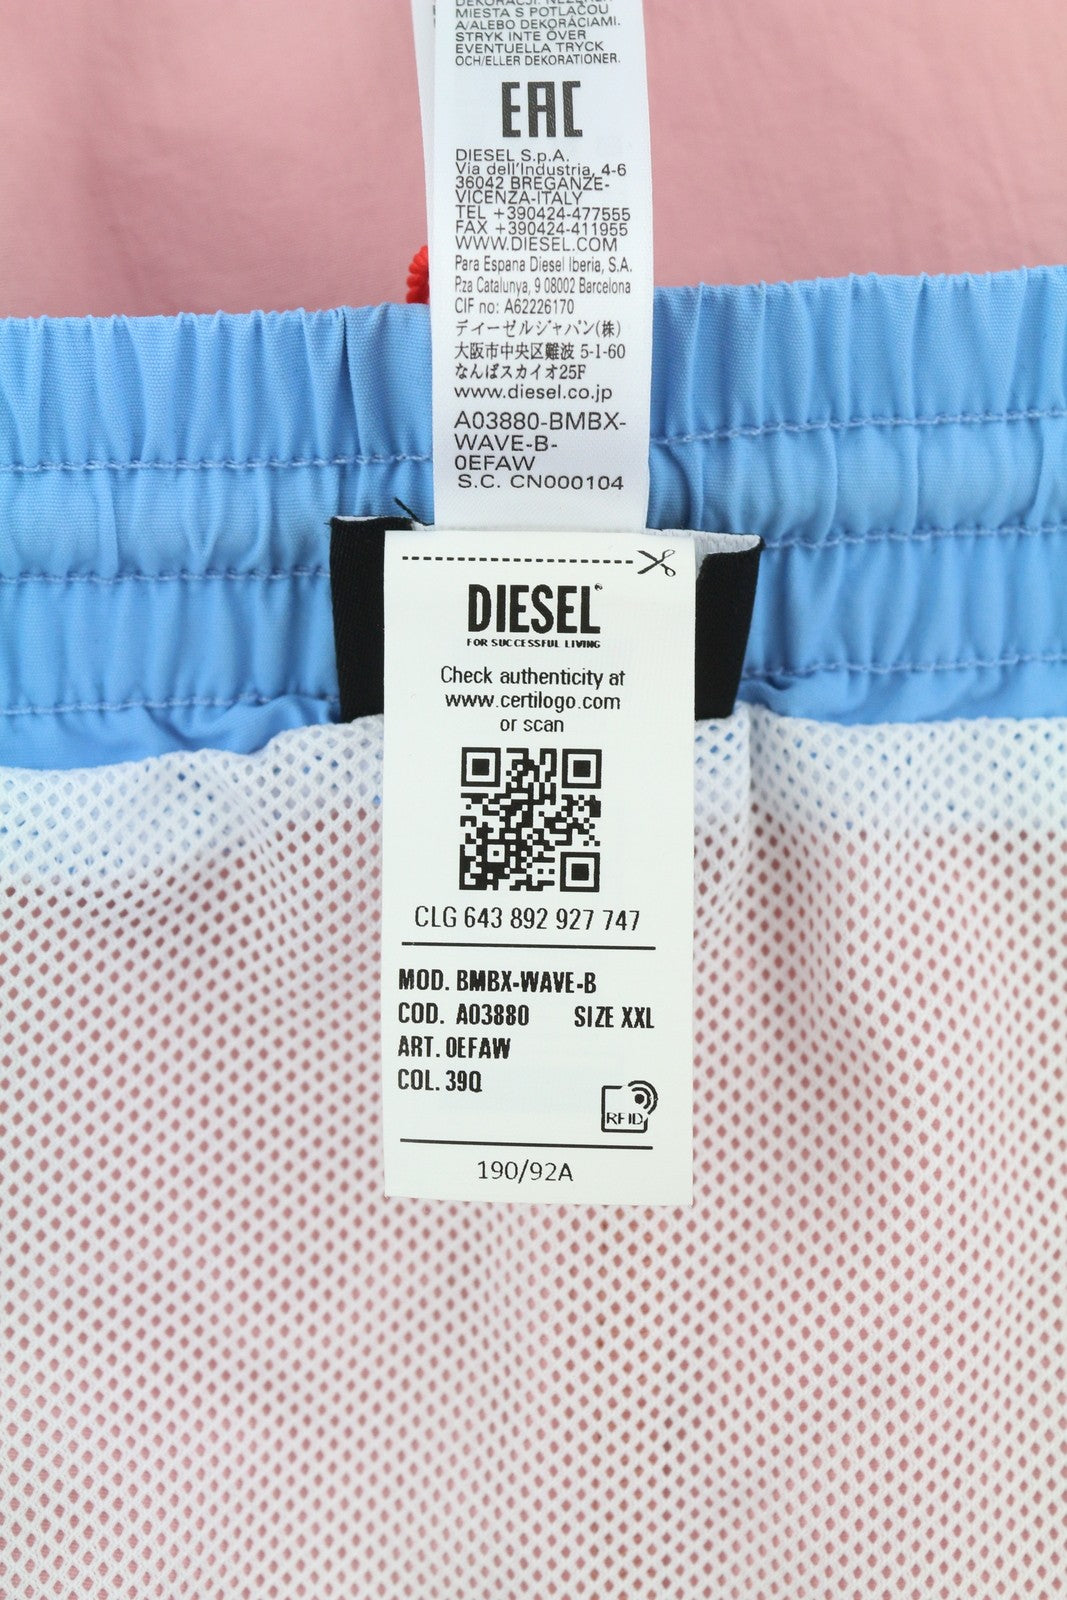 DEKORÁCIÍ. NEŽEHLITE
MIESTA S POTLAČOU
A/ALEBO DEKORÁCIAMI.
STRYK INTE ÖVER
EVENTUELLA TRYCK
OCH/ELLER DEKORATIONER.
EAC
DIESEL S.p.A.
Via dell'Industria, 4-6
36042 BREGANZE-
VICENZA-ITALY
TEL +390424-477555
FAX +390424-411955
WWW.DIESEL.COM
Para Espana Diesel Iberia, S.A.
Pza Catalunya, 9 08002 Barcelona
CIF no: A62226170
ディーゼルジャパン(株)
大阪市中央区難波 5-1-60
なんばスカイオ25F
www.diesel.co.jp
A03880-BMBX-
WAVE-B-
0EFAW
S.C. CN000104
DIESEL®
FOR SUCCESSFUL LIVING
Check authenticity at
www.certilogo.com
or scan
CLG 643 892 927 747
MOD. BMBX-WAVE-B
COD. A03880 SIZE XXL
ART. 0EFAW
COL. 39Q
RFID
190/92A